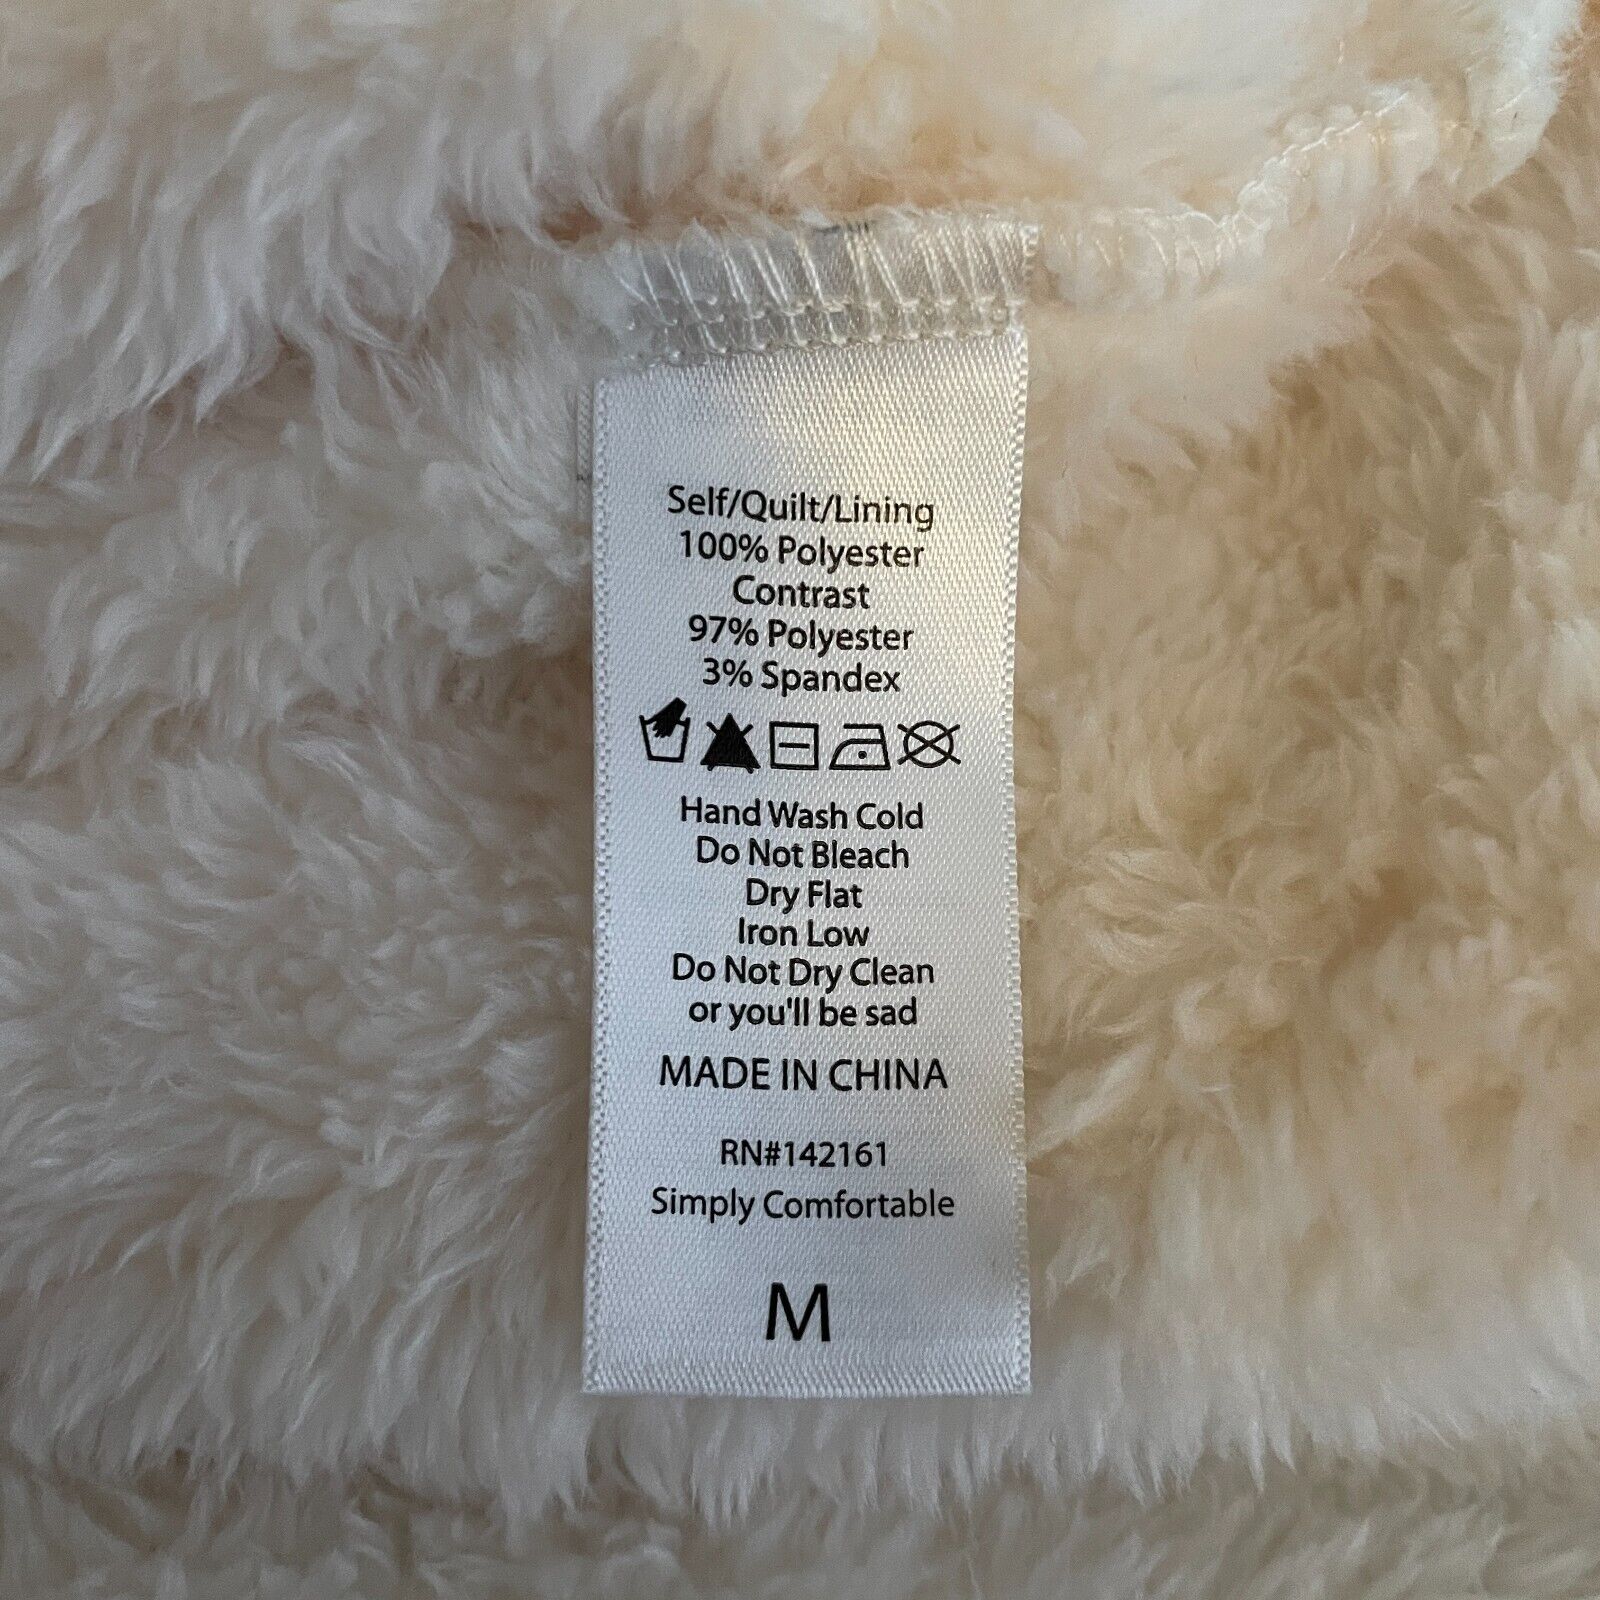 Self/Quilt/Lining
100% Polyester
Contrast
97% Polyester
3% Spandex
Hand Wash Cold
Do Not Bleach
Dry Flat
Iron Low
Do Not Dry Clean
or you'll be sad
MADE IN CHINA
RN#142161
Simply Comfortable
M